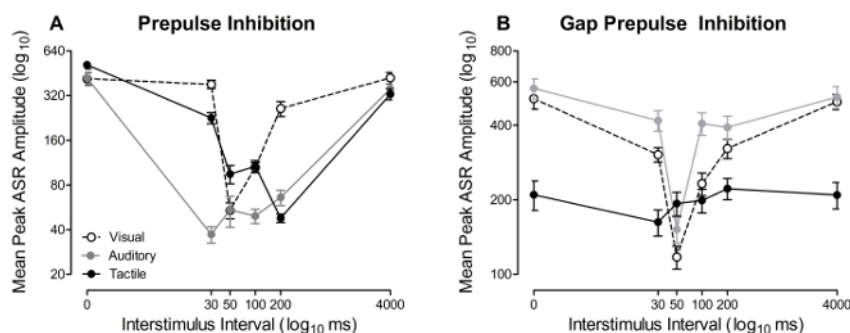 A Prepulse Inhibition
Mean Peak ASR Amplitude (log10)
640
320
160
80
40
20
Visual
Auditory
Tactile
0 30 50 100 200 4000
Interstimulus Interval (log10 ms)
B Gap Prepulse Inhibition
Mean Peak ASR Amplitude (log10)
800
600
400
200
100
0 30 50 100 200 4000
Interstimulus Interval (log10 ms)